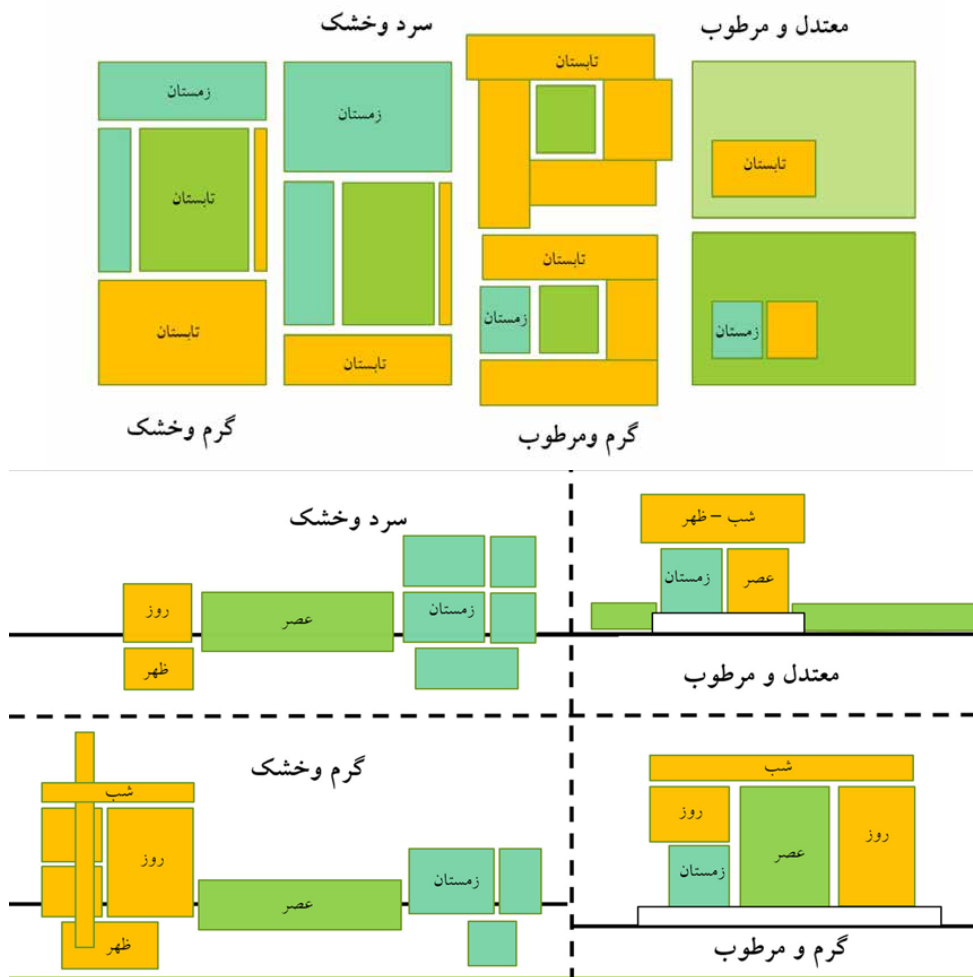 سرد وخشک
معتدل و مرطوب
تابستان
زمستان
زمستان
تابستان
تابستان
تابستان
زمستان
زمستان
تابستان
تابستان
گرم وخشک
گرم ومرطوب
سرد وخشک
شب - ظهر
روز
عصر
زمستان
زمستان
عصر
ظهر
معتدل و مرطوب
گرم وخشک
شب
شب
روز
زمستان
عصر
ظهر
روز
زمستان
عصر
روز
گرم و مرطوب